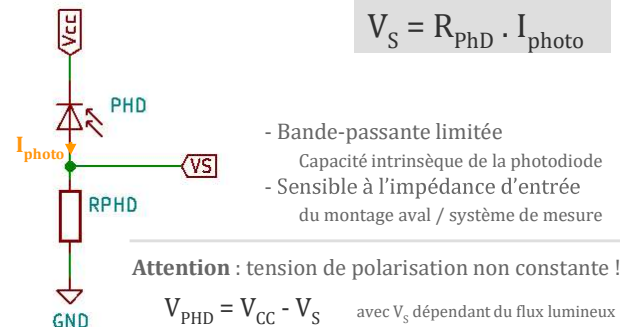 Vcc
V_S = R_PhD . I_photo
PHD
I_photo
VS
- Bande-passante limitée
Capacité intrinsèque de la photodiode
- Sensible à l'impédance d'entrée
du montage aval / système de mesure
RPHD
GND
Attention : tension de polarisation non constante !
V_PHD = V_CC - V_S avec V_S dépendant du flux lumineux